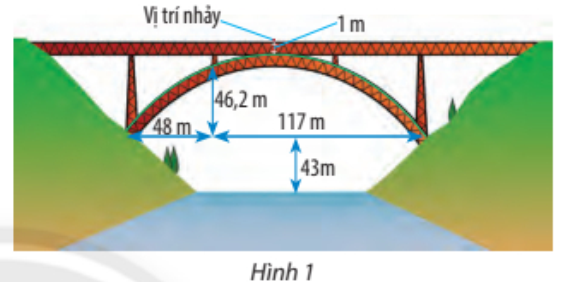 Vị trí nhảy
1 m
46,2 m
48 m
117 m
43m
Hình 1